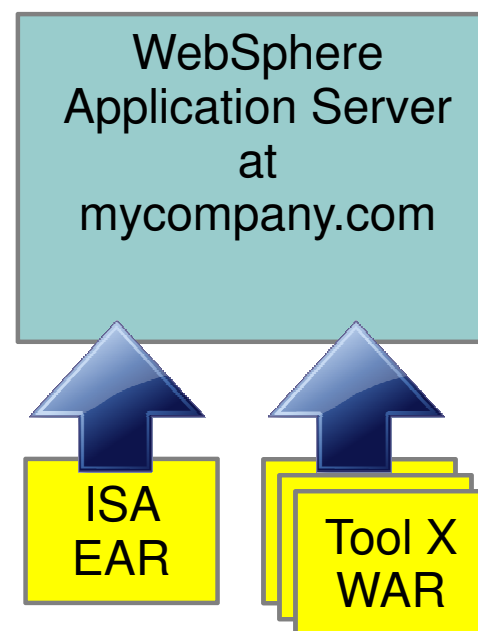 WebSphere
Application Server
at
mycompany.com
ISA
EAR
Tool X
WAR